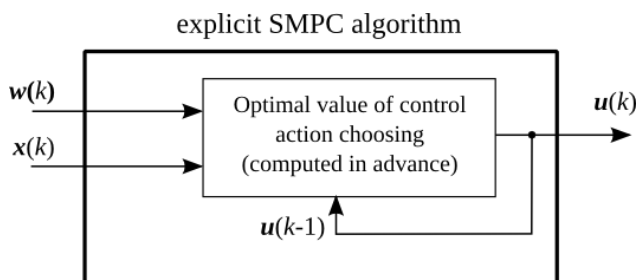 explicit SMPC algorithm
w(k)
x(k)
Optimal value of control
action choosing
(computed in advance)
u(k)
u(k-1)